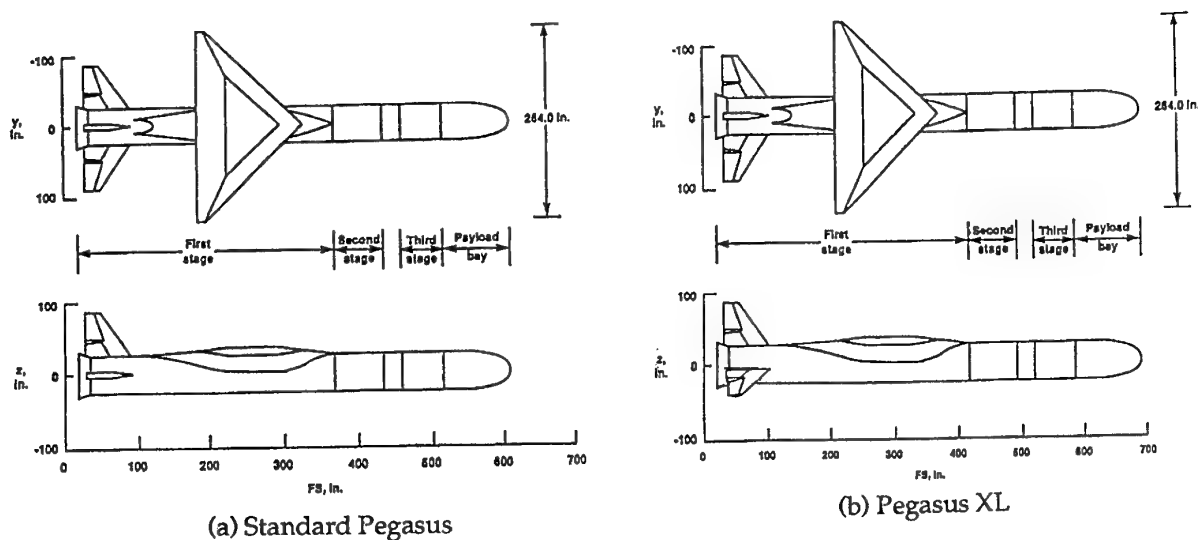 -100
y,
in.
0
100
264.0 in.
First
stage
Second
stage
Third
stage
Payload
bay
100
z,
in.
0
-100
0
100
200
300
400
500
600
700
FS, in.
(a) Standard Pegasus
-100
y,
in.
0
100
264.0 in.
First
stage
Second
stage
Third
stage
Payload
bay
100
z,
in.
0
-100
0
100
200
300
400
500
600
700
FS, in.
(b) Pegasus XL